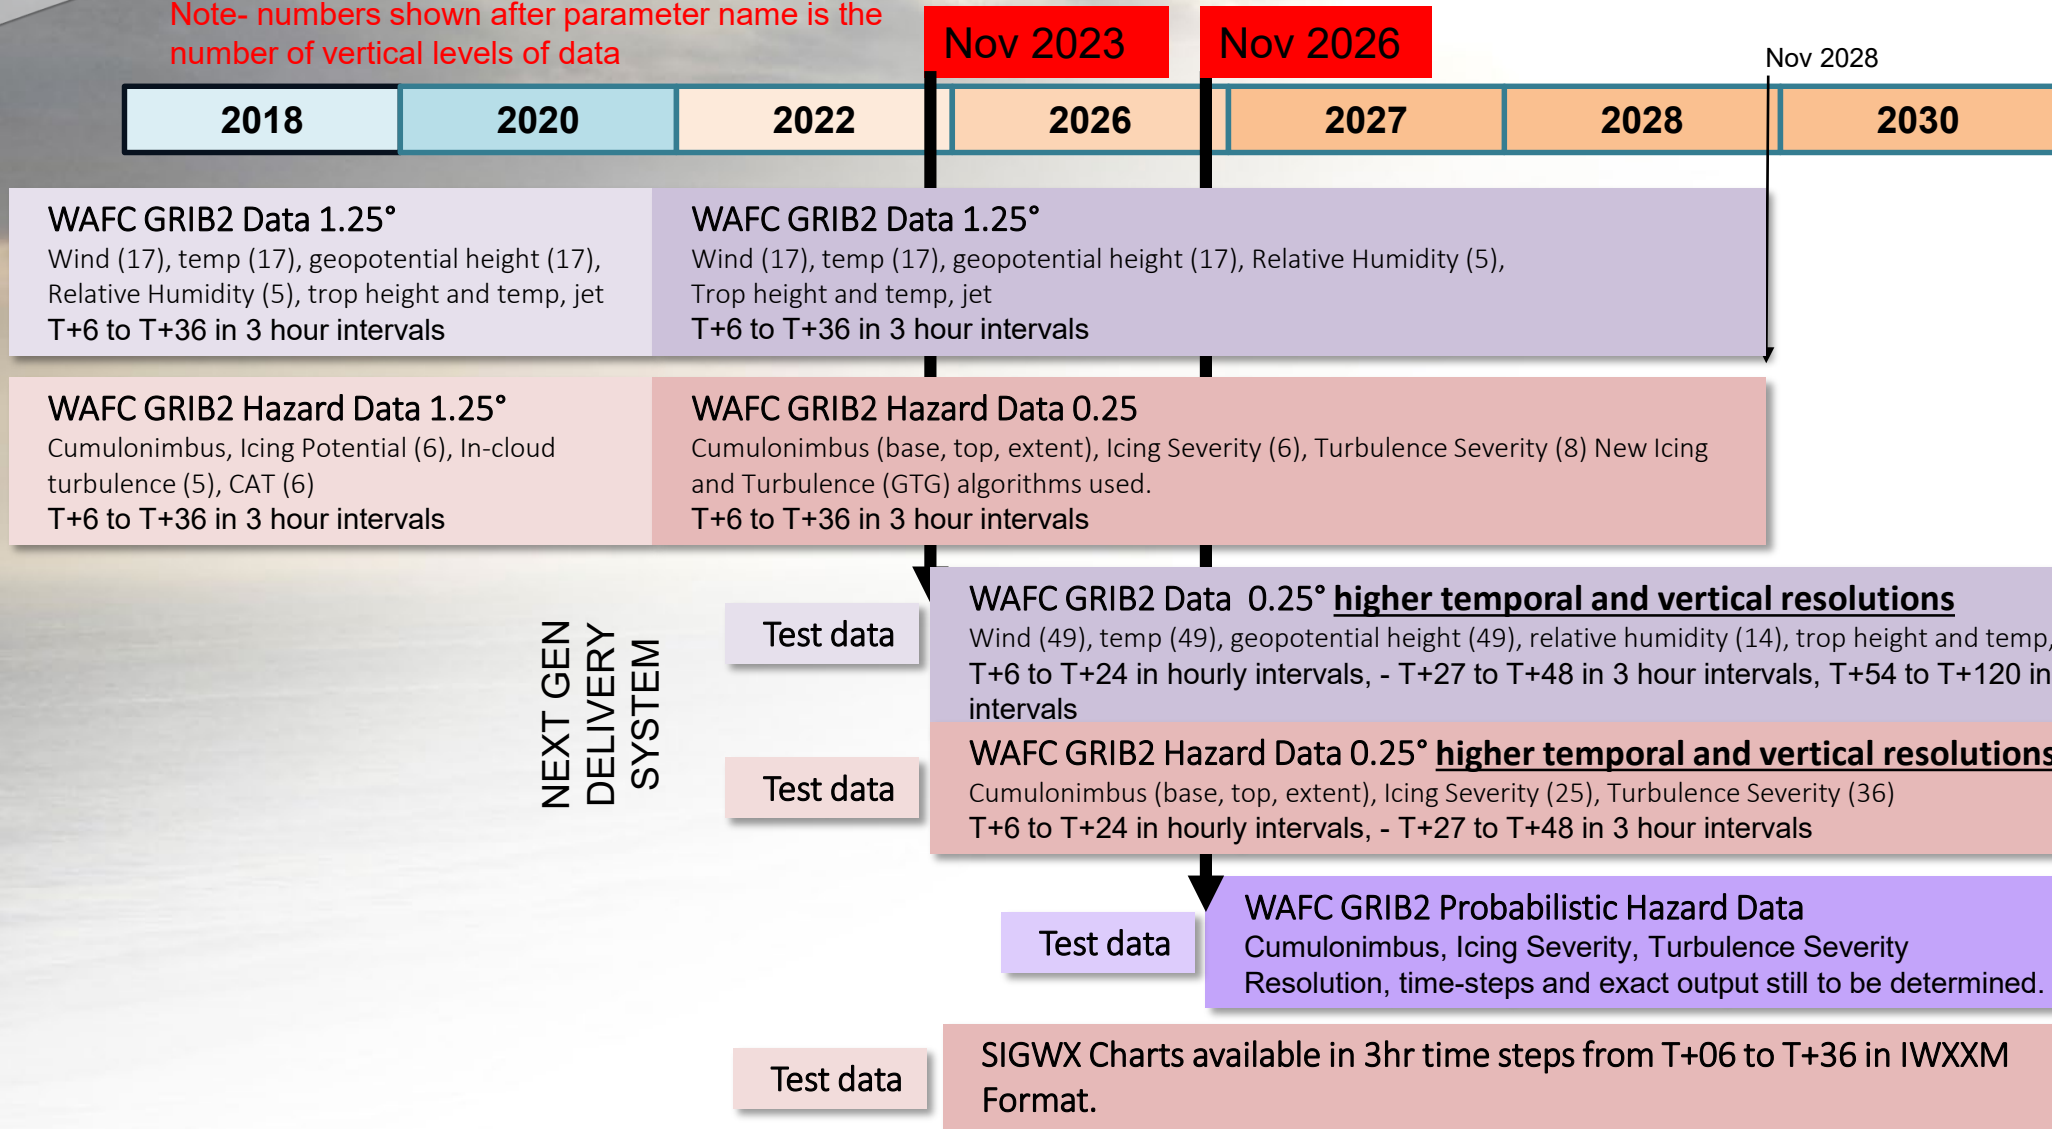 Note- numbers shown after parameter name is the
number of vertical levels of data
Nov 2023
Nov 2026
Nov 2028
2018
2020
2022
2026
2027
2028
2030
WAFC GRIB2 Data 1.25°
Wind (17), temp (17), geopotential height (17),
Relative Humidity (5), trop height and temp, jet
T+6 to T+36 in 3 hour intervals
WAFC GRIB2 Data 1.25°
Wind (17), temp (17), geopotential height (17), Relative Humidity (5),
Trop height and temp, jet
T+6 to T+36 in 3 hour intervals
WAFC GRIB2 Hazard Data 1.25°
Cumulonimbus, Icing Potential (6), In-cloud
turbulence (5), CAT (6)
T+6 to T+36 in 3 hour intervals
WAFC GRIB2 Hazard Data 0.25
Cumulonimbus (base, top, extent), Icing Severity (6), Turbulence Severity (8) New Icing
and Turbulence (GTG) algorithms used.
T+6 to T+36 in 3 hour intervals
NEXT GEN
DELIVERY
SYSTEM
Test data
WAFC GRIB2 Data 0.25° higher temporal and vertical resolutions
Wind (49), temp (49), geopotential height (49), relative humidity (14), trop height and temp,
T+6 to T+24 in hourly intervals, - T+27 to T+48 in 3 hour intervals, T+54 to T+120 in
intervals
Test data
WAFC GRIB2 Hazard Data 0.25° higher temporal and vertical resolutions
Cumulonimbus (base, top, extent), Icing Severity (25), Turbulence Severity (36)
T+6 to T+24 in hourly intervals, - T+27 to T+48 in 3 hour intervals
Test data
WAFC GRIB2 Probabilistic Hazard Data
Cumulonimbus, Icing Severity, Turbulence Severity
Resolution, time-steps and exact output still to be determined.
Test data
SIGWX Charts available in 3hr time steps from T+06 to T+36 in IWXXM
Format.